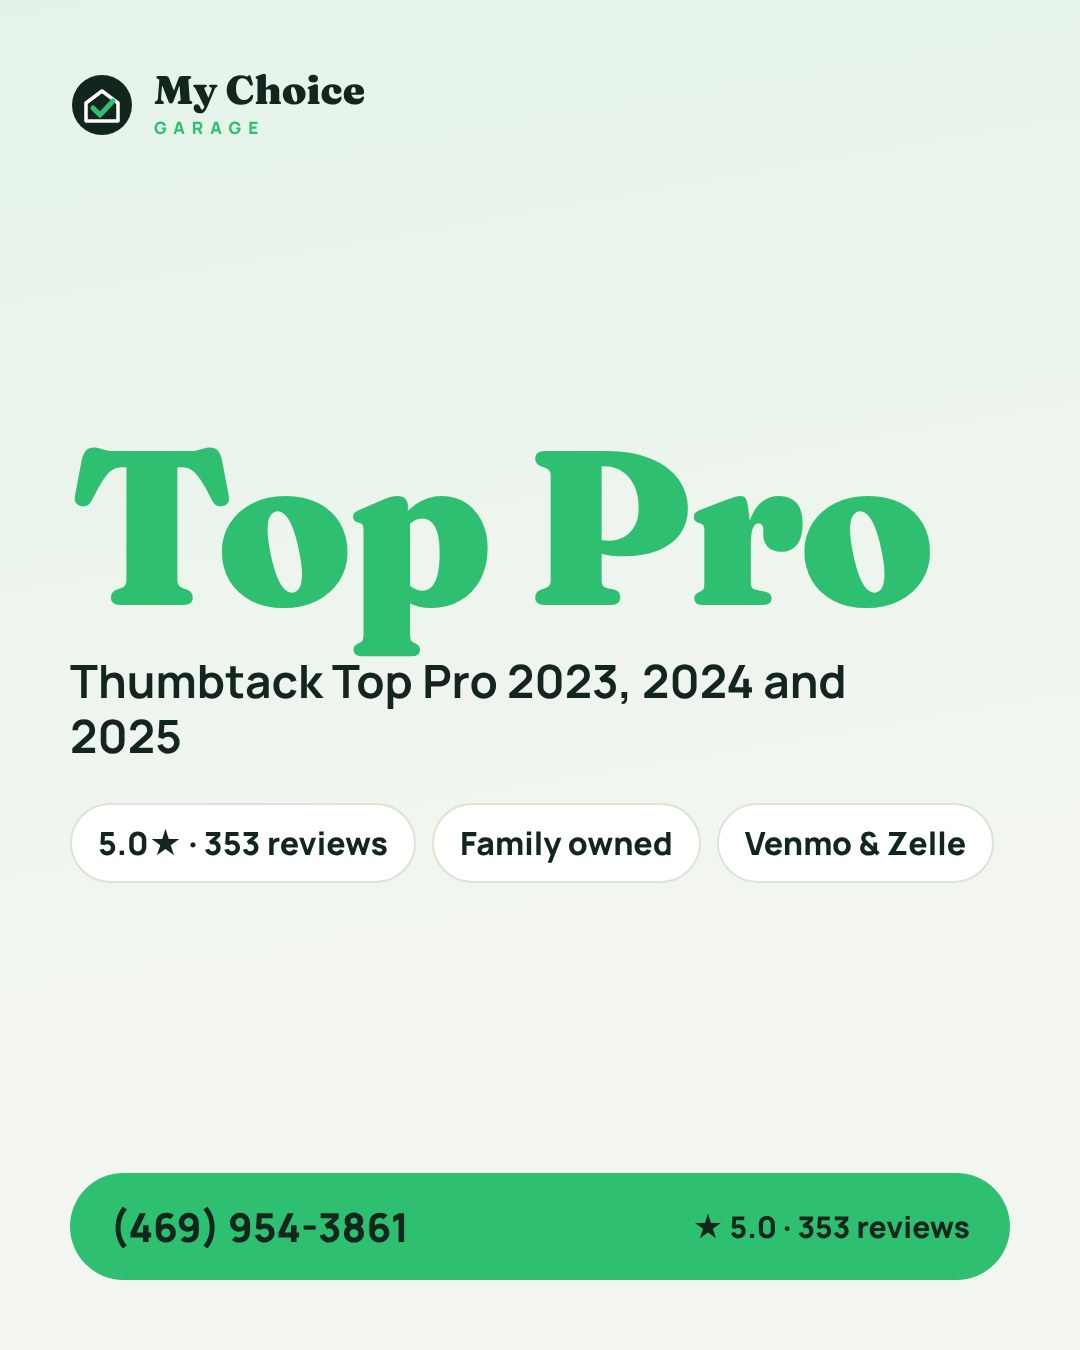 My Choice
GARAGE
Top Pro
Thumbtack Top Pro 2023, 2024 and
2025
5.0★ · 353 reviews
Family owned
Venmo & Zelle
(469) 954-3861
★ 5.0 · 353 reviews